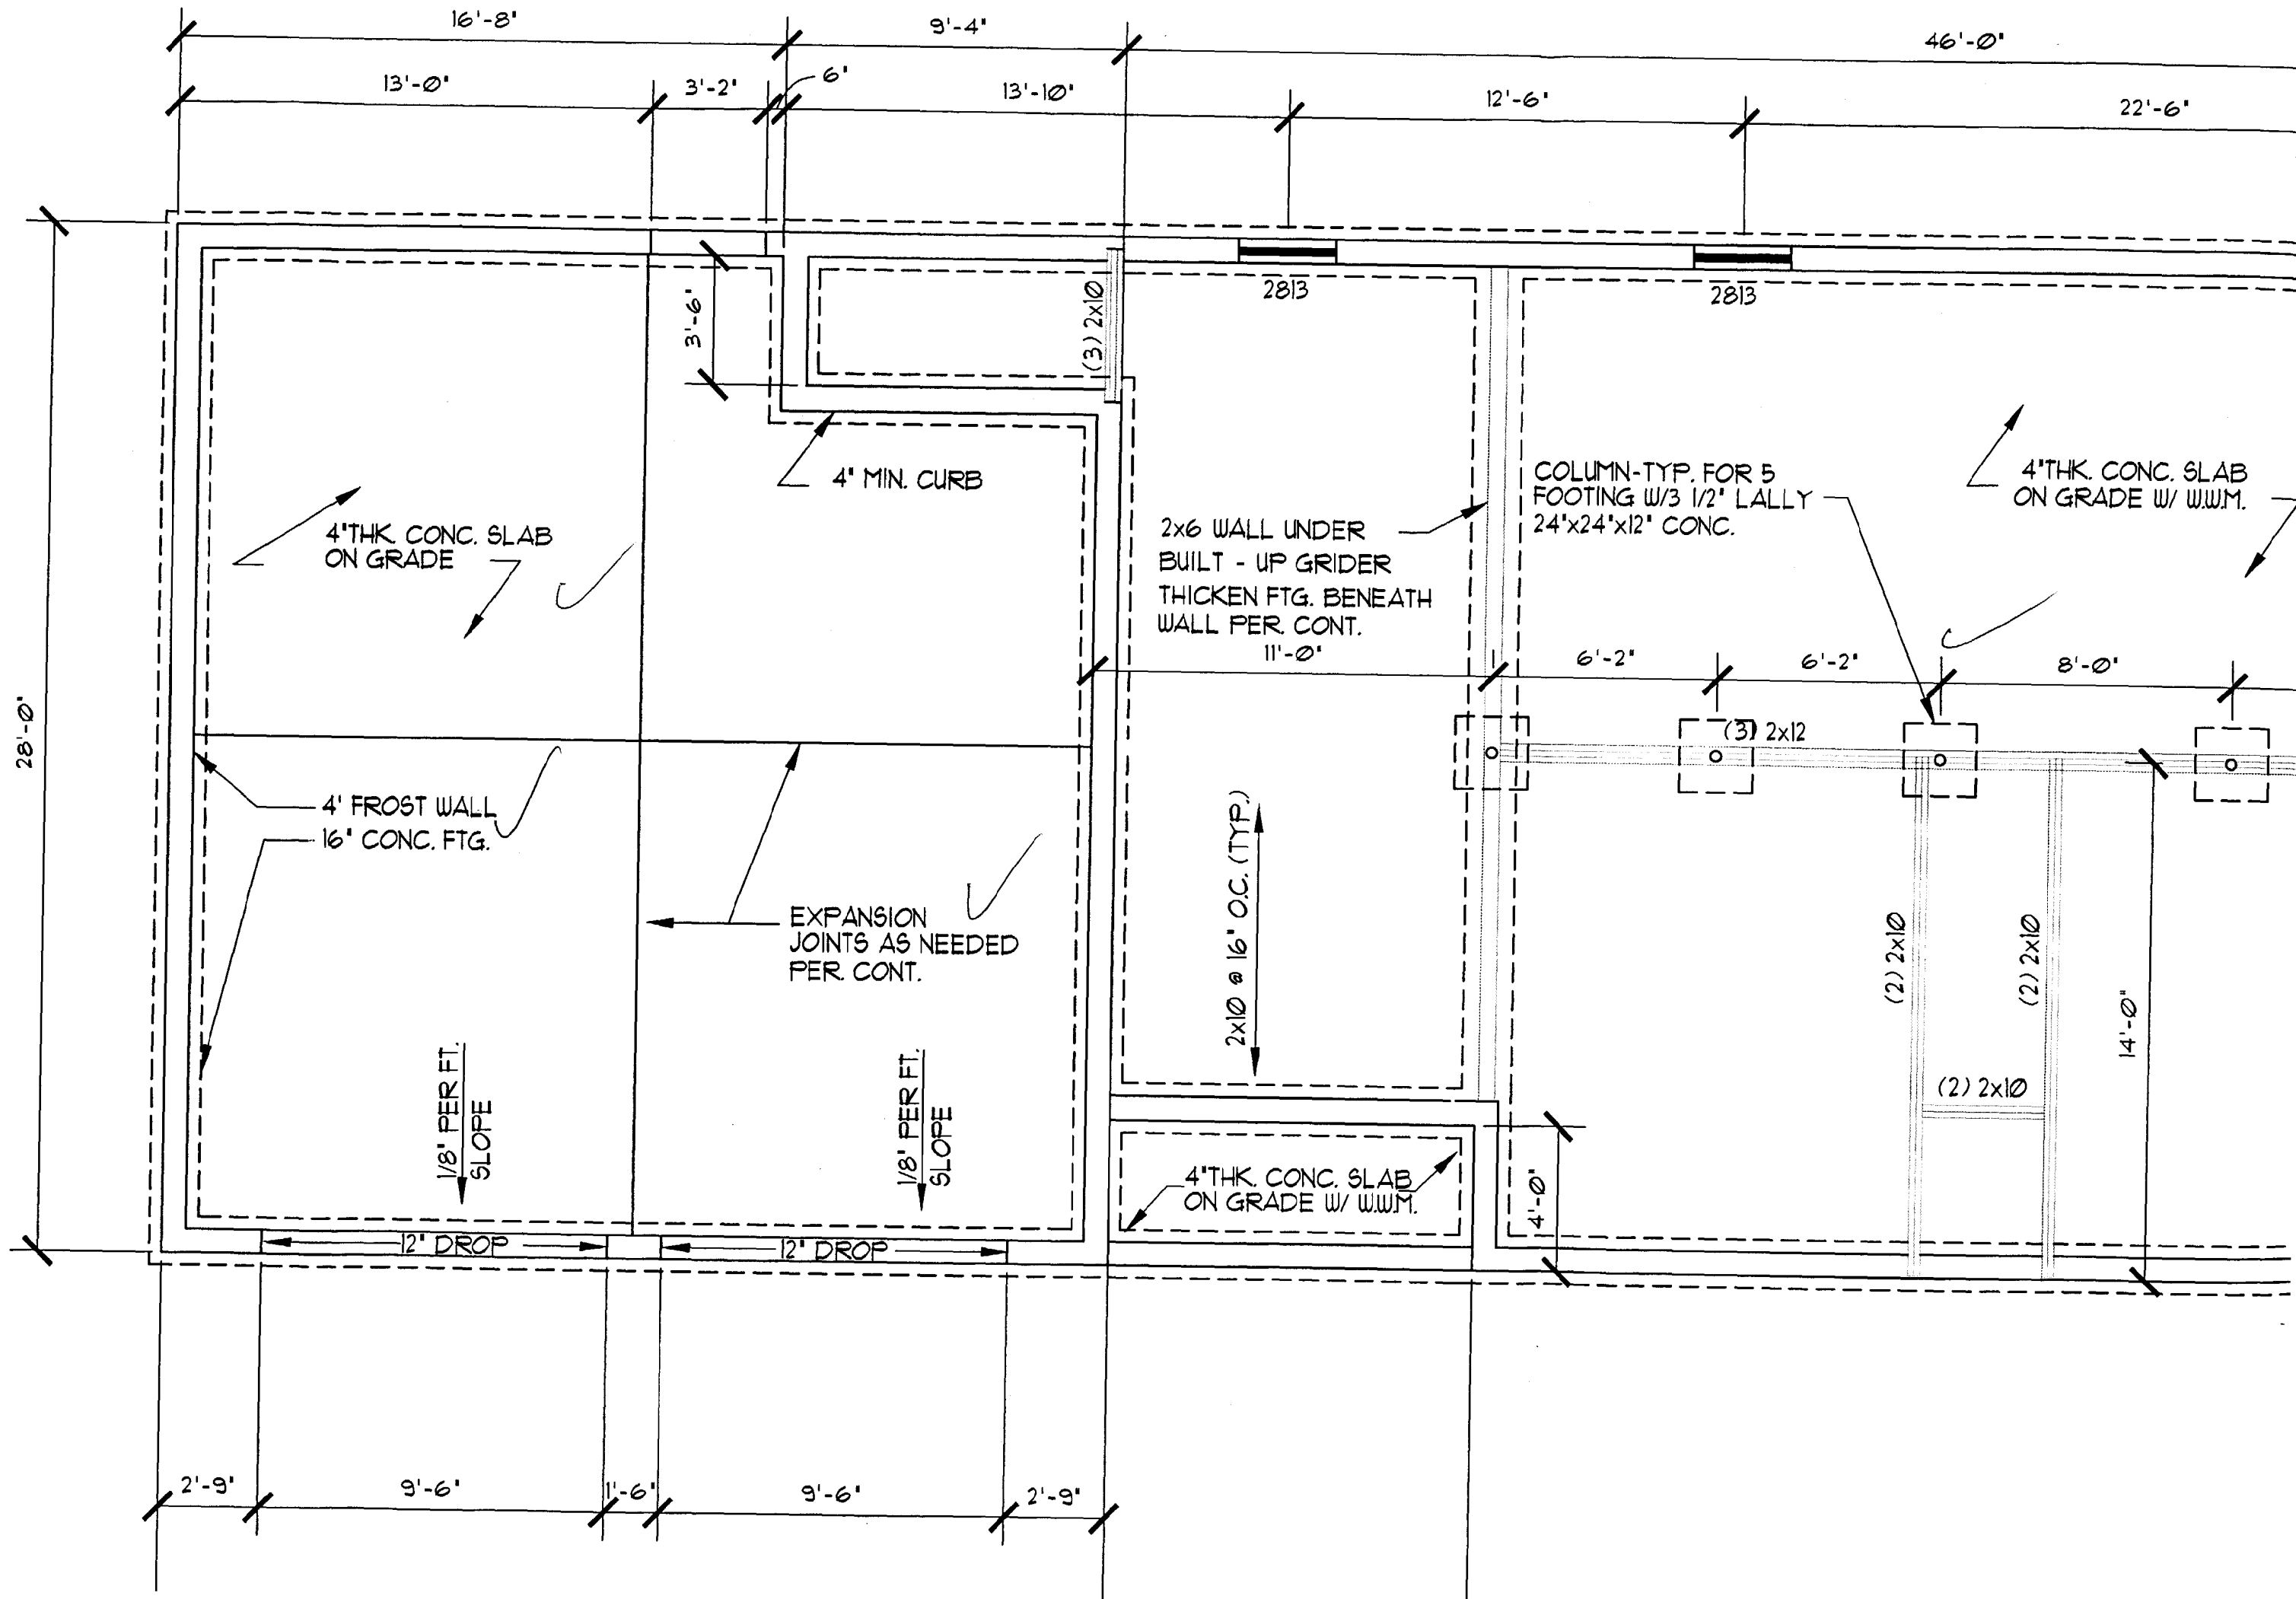 16'-8"
9'-4"
46'-0"
13'-0"
3'-2"
6"
13'-10"
12'-6"
22'-6"
2813
2813
3'-6"
(3) 2x10
4" MIN. CURB
4"THK. CONC. SLAB
ON GRADE
2x6 WALL UNDER
BUILT - UP GRIDER
THICKEN FTG. BENEATH
WALL PER. CONT.
COLUMN-TYP. FOR 5
FOOTING W/3 1/2" LALLY
24"x24"x12" CONC.
4"THK. CONC. SLAB
ON GRADE W/ W.W.M.
11'-0"
6'-2"
6'-2"
8'-0"
28'-0"
(3) 2x12
4' FROST WALL
16" CONC. FTG.
2x10 @ 16" O.C. (TYP.)
EXPANSION
JOINTS AS NEEDED
PER. CONT.
(2) 2x10
(2) 2x10
14'-0"
(2) 2x10
1/8" PER FT.
SLOPE
1/8" PER FT.
SLOPE
4"THK. CONC. SLAB
ON GRADE W/ W.W.M.
4'-0"
12" DROP
12" DROP
2'-9"
9'-6"
1'-6"
9'-6"
2'-9"